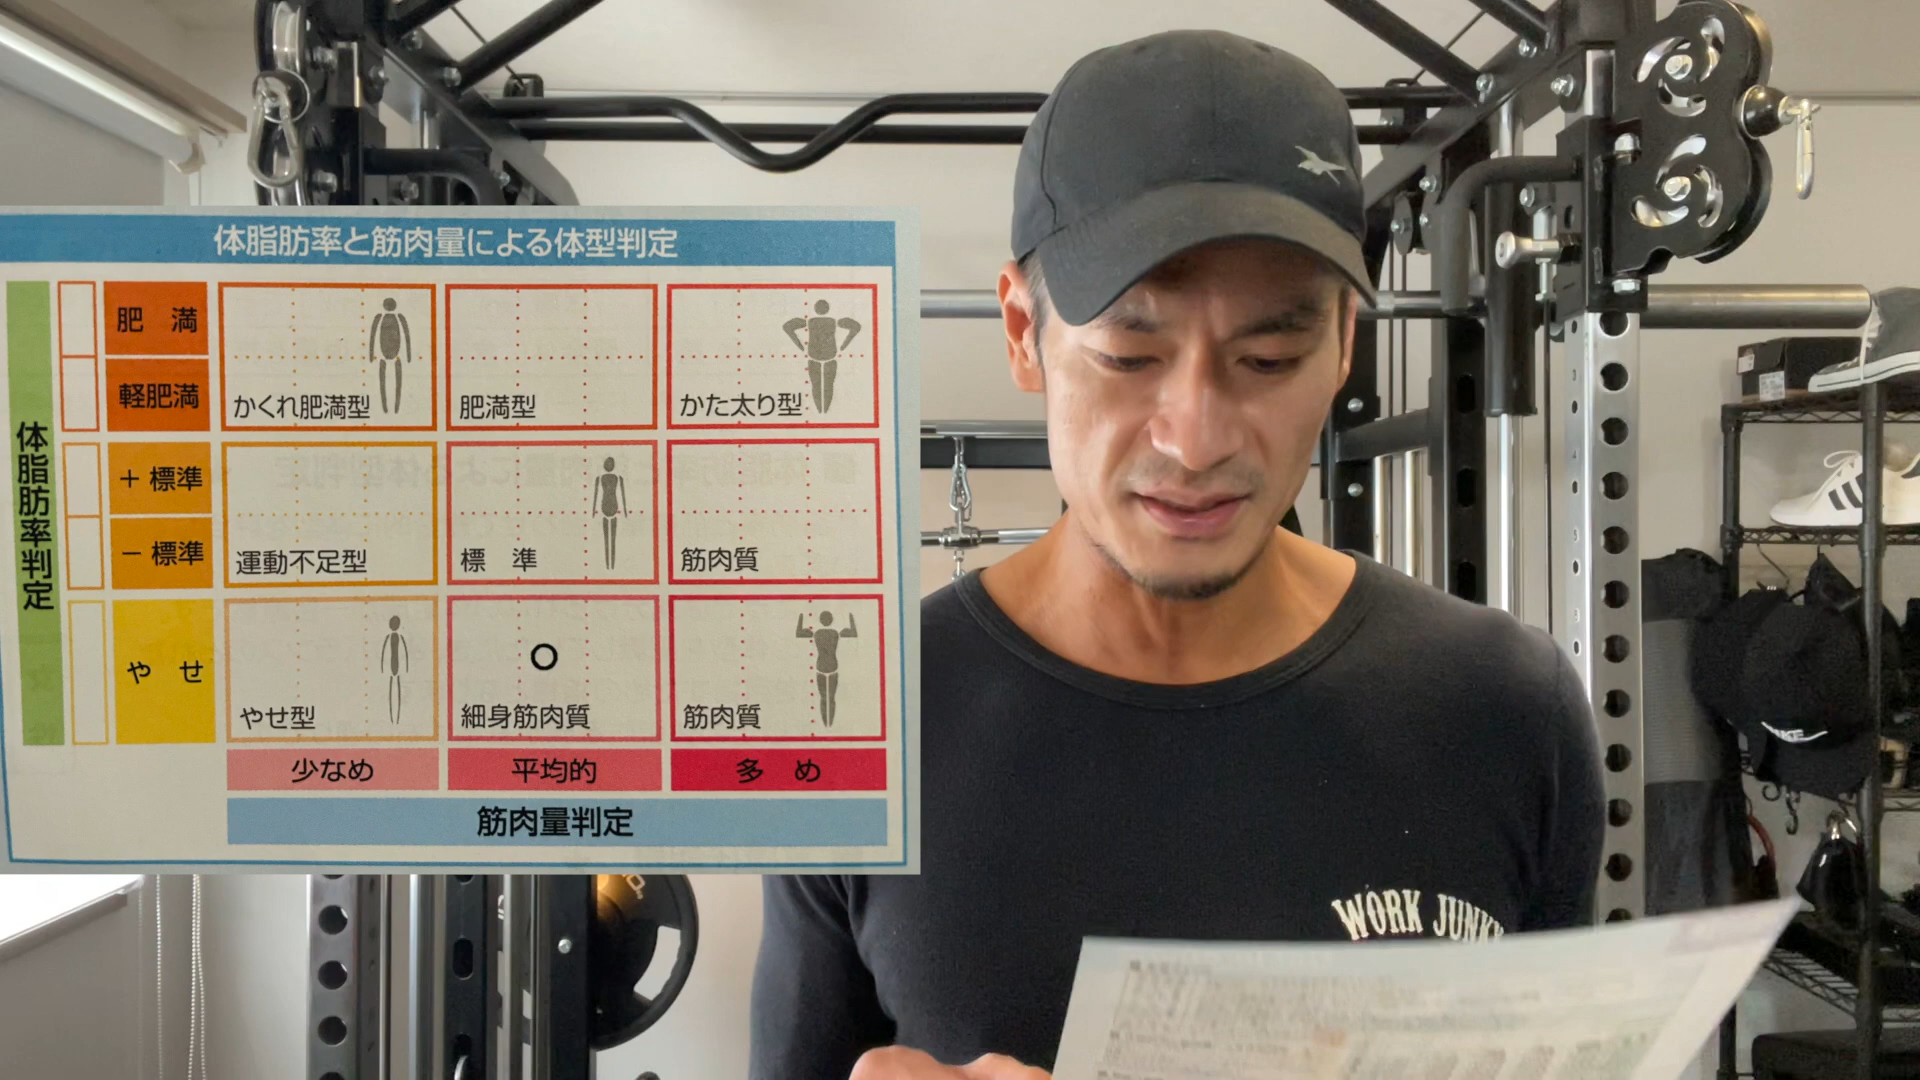 体脂肪率と筋肉量による体型判定
体脂肪率判定
肥 満
軽肥満
+ 標準
− 標準
や せ
かくれ肥満型
肥満型
かた太り型
運動不足型
標 準
筋肉質
やせ型
細身筋肉質
筋肉質
少なめ
平均的
多 め
筋肉量判定
WORK JUNKY